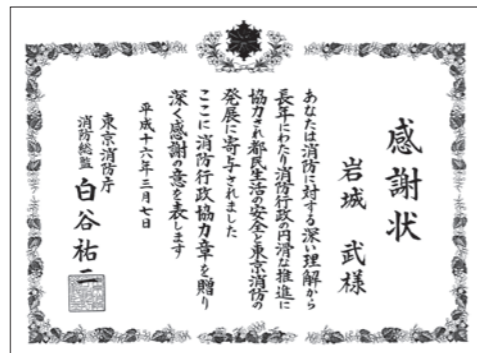 感謝状
岩城 武様
あなたは消防に対する深い理解から
長年にわたり消防行政の円滑な推進に
協力され都民生活の安全と東京消防の
発展に寄与されました
ここに消防行政協力章を贈り
深く感謝の意を表します
平成十六年三月七日
東京消防庁
消防総監 白谷祐二